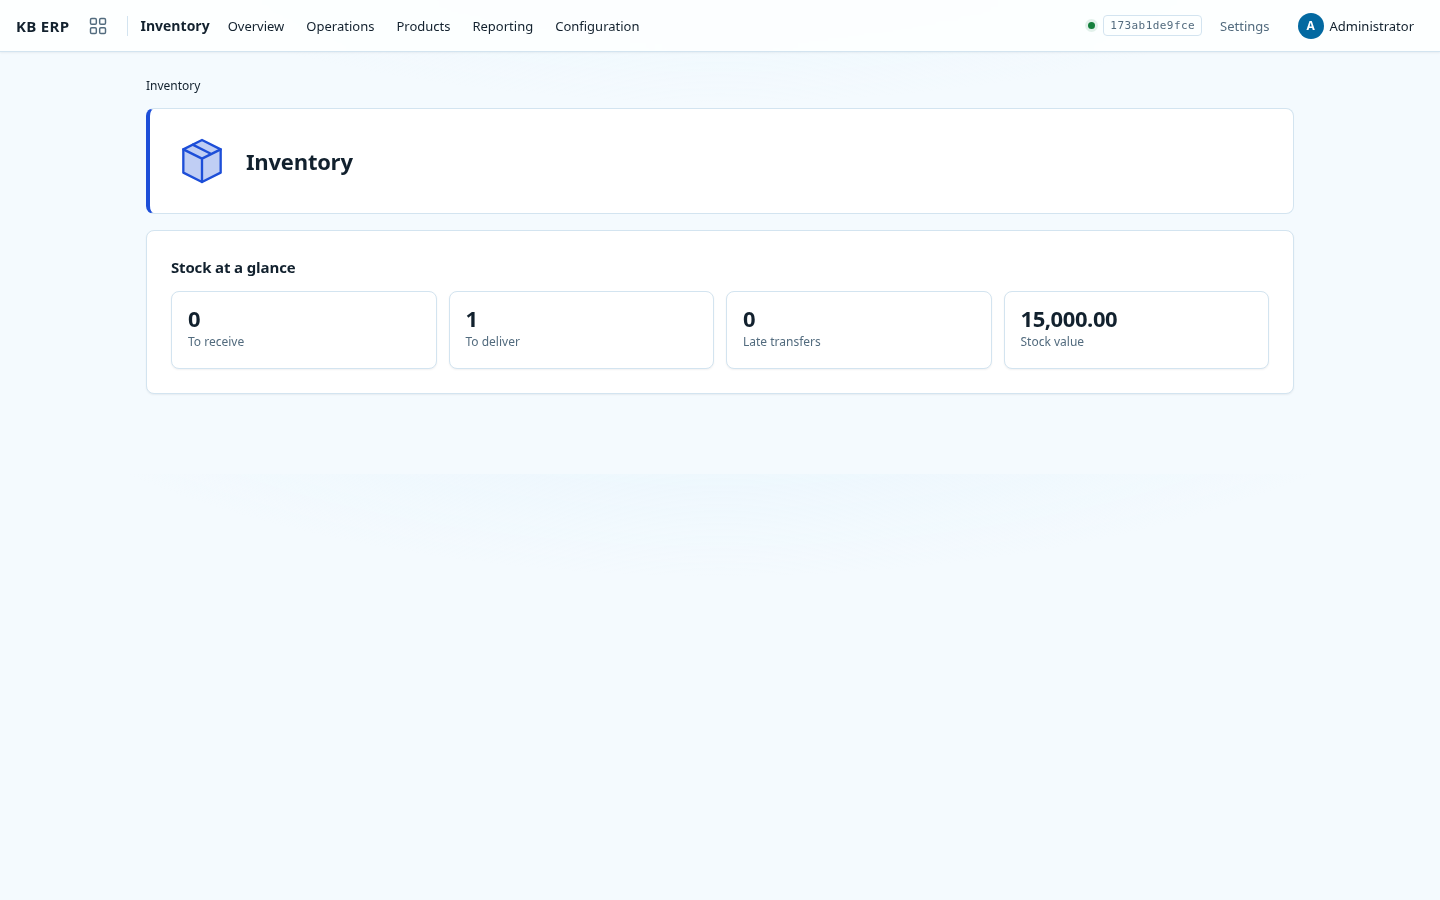 KB ERP Inventory Overview Operations Products Reporting Configuration 173ab1de9fce Settings A Administrator
Inventory
Inventory
Stock at a glance
0
To receive
1
To deliver
0
Late transfers
15,000.00
Stock value